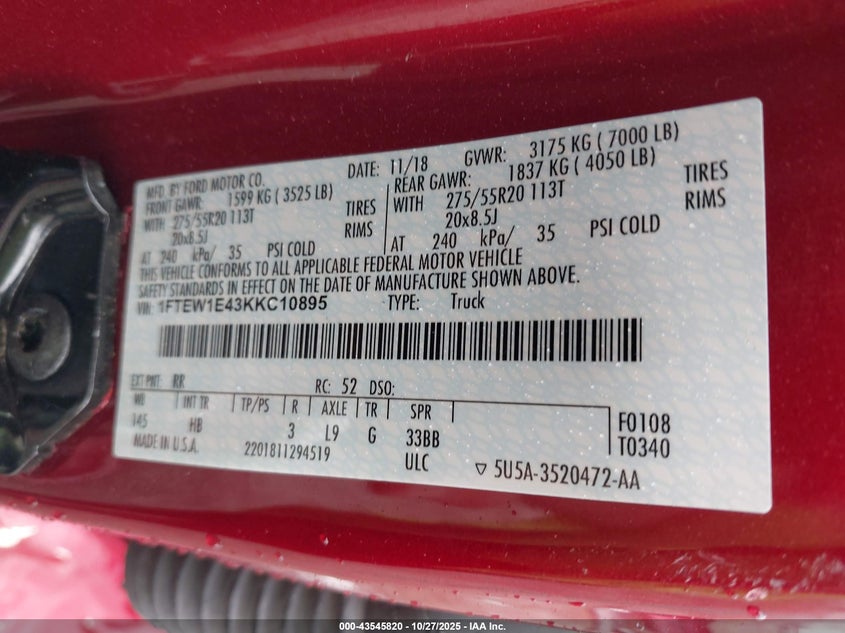 MFD. BY FORD MOTOR CO. DATE: 11/18 GVWR: 3175 KG ( 7000 LB)
FRONT GAWR: 1599 KG ( 3525 LB) REAR GAWR: 1837 KG ( 4050 LB)
WITH 275/55R20 113T TIRES WITH 275/55R20 113T TIRES
20x8.5J RIMS 20x8.5J RIMS
AT 240 kPa/ 35 PSI COLD AT 240 kPa/ 35 PSI COLD
THIS VEHICLE CONFORMS TO ALL APPLICABLE FEDERAL MOTOR VEHICLE
SAFETY STANDARDS IN EFFECT ON THE DATE OF MANUFACTURE SHOWN ABOVE.
VIN: 1FTEW1E43KKC10895 TYPE: Truck
EXT PNT: RR RC: 52 DSO:
WB INT TR TP/PS R AXLE TR SPR
145 HB 3 L9 G 33BB F0108
MADE IN U.S.A. 2201811294519 ULC T0340
▽ 5U5A-3520472-AA
000-43545820 | 10/27/2025 | IAA Inc.